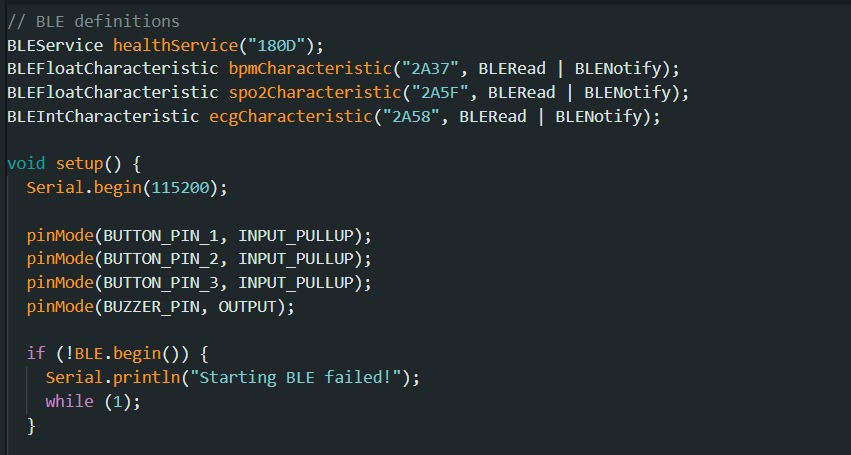 // BLE definitions
BLEService healthService("180D");
BLEFloatCharacteristic bpmCharacteristic("2A37", BLERead | BLENotify);
BLEFloatCharacteristic spo2Characteristic("2A5F", BLERead | BLENotify);
BLEIntCharacteristic ecgCharacteristic("2A58", BLERead | BLENotify);

void setup() {
  Serial.begin(115200);

  pinMode(BUTTON_PIN_1, INPUT_PULLUP);
  pinMode(BUTTON_PIN_2, INPUT_PULLUP);
  pinMode(BUTTON_PIN_3, INPUT_PULLUP);
  pinMode(BUZZER_PIN, OUTPUT);

  if (!BLE.begin()) {
    Serial.println("Starting BLE failed!");
    while (1);
  }